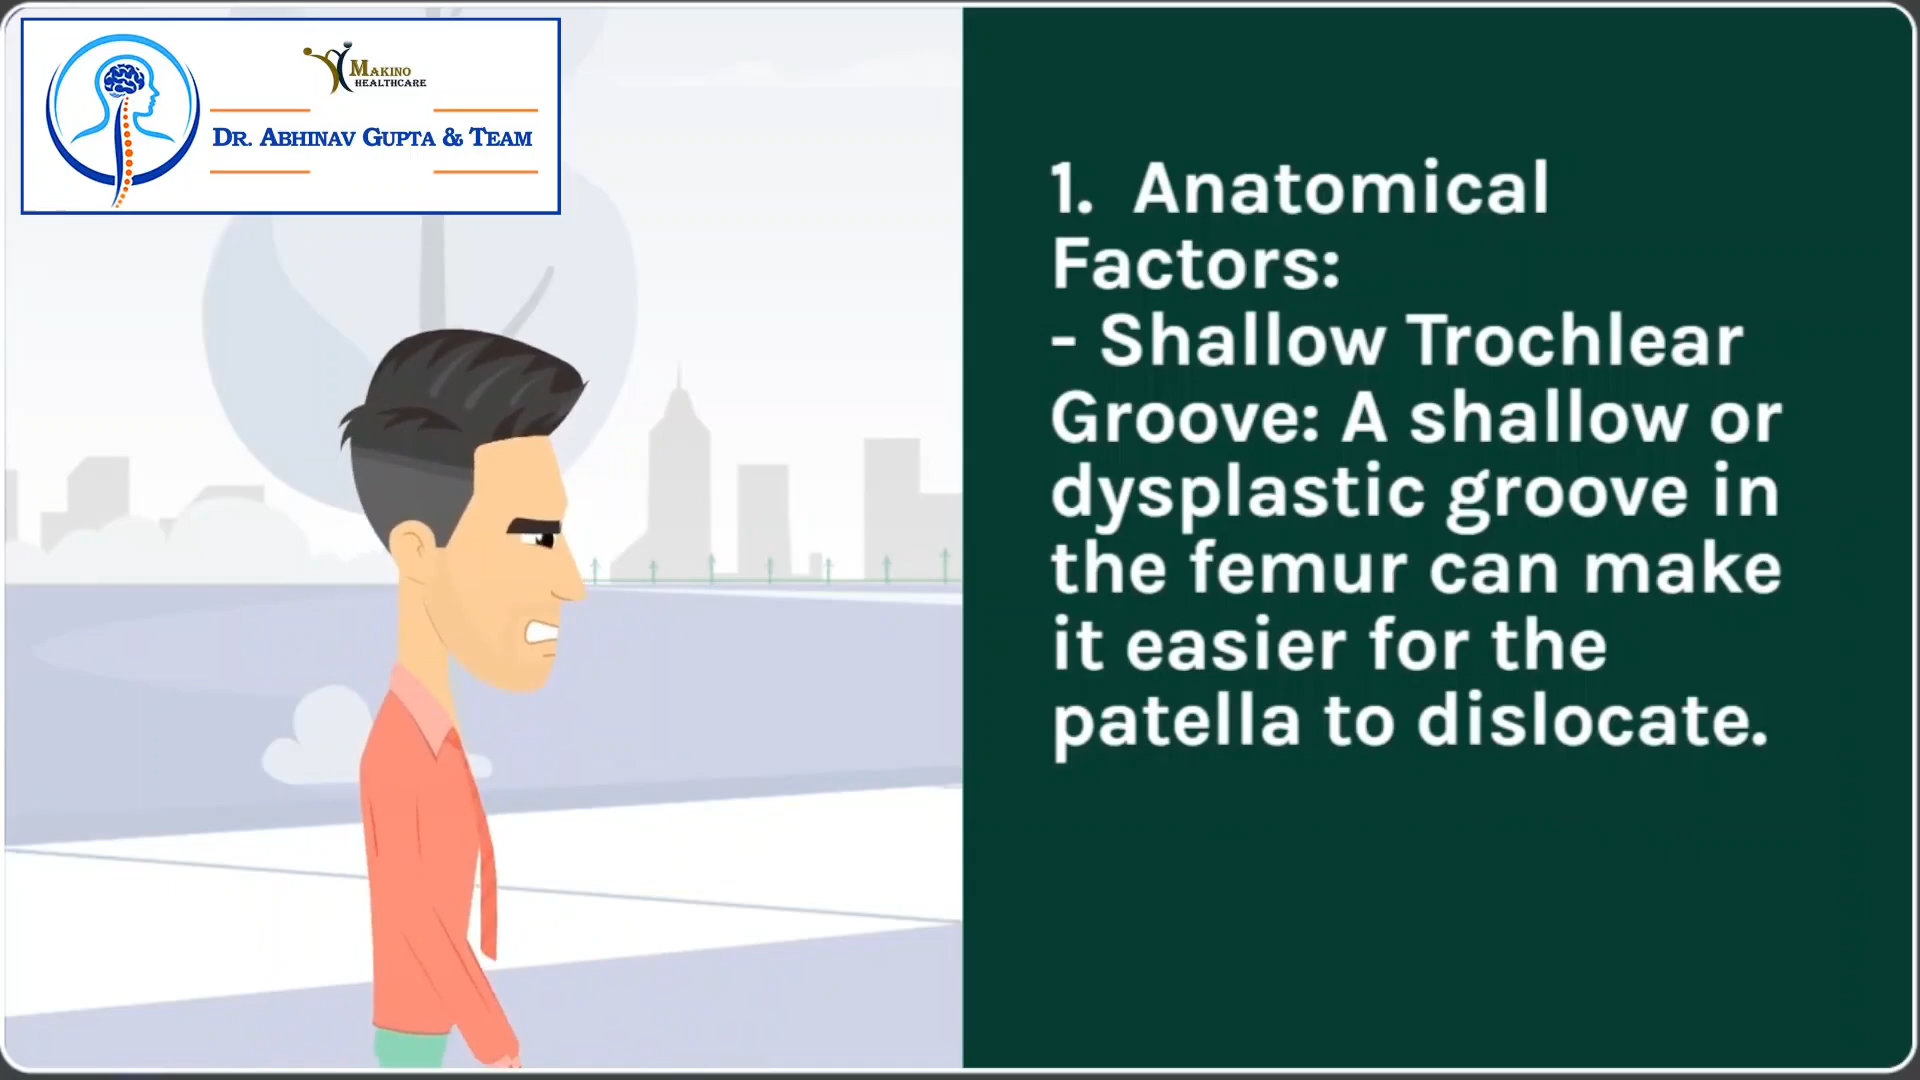 MAKINO
HEALTHCARE
DR. ABHINAV GUPTA & TEAM
1. Anatomical
Factors:
- Shallow Trochlear
Groove: A shallow or
dysplastic groove in
the femur can make
it easier for the
patella to dislocate.